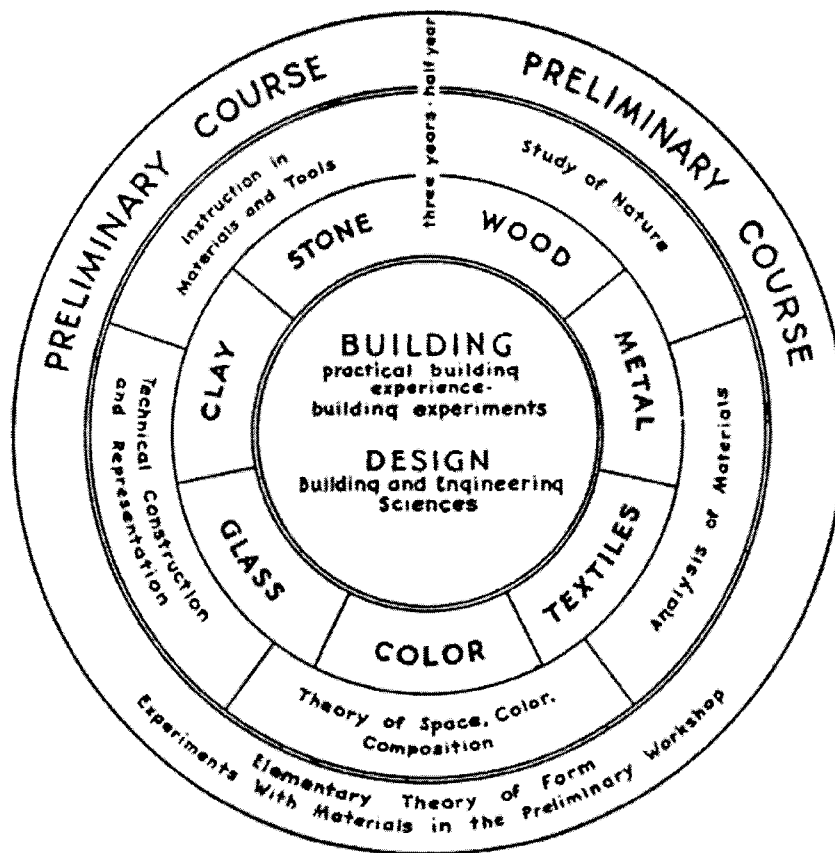 PRELIMINARY COURSE
PRELIMINARY COURSE
three years · half year
Instruction in
Materials and Tools
Study of Nature
STONE
WOOD
CLAY
METAL
BUILDING
practical building
experience-
building experiments
DESIGN
Building and Engineering
Sciences
Technical Construction
and Representation
Analysis of Materials
GLASS
TEXTILES
COLOR
Theory of Space, Color,
Composition
Elementary Theory of Form
Experiments With Materials in the Preliminary Workshop